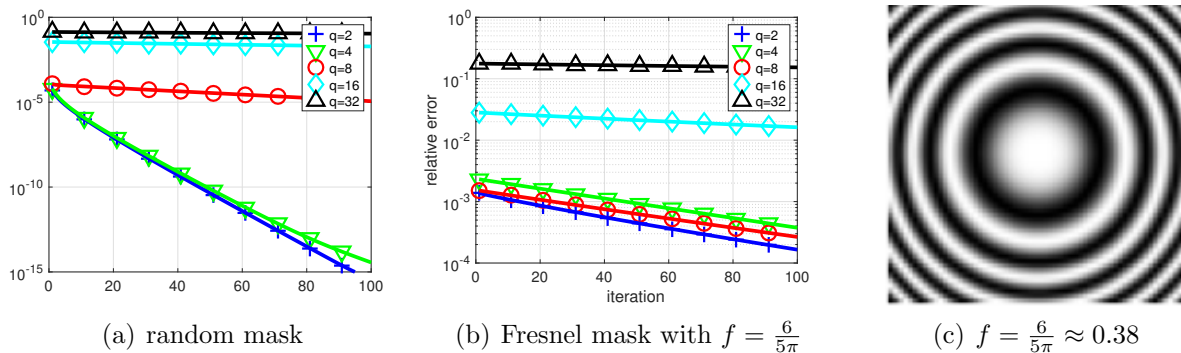 10^0
10^-5
10^-10
10^-15
0 20 40 60 80 100
q=2
q=4
q=8
q=16
q=32
(a) random mask
relative error
10^0
10^-1
10^-2
10^-3
10^-4
0 20 40 60 80 100
iteration
q=2
q=4
q=8
q=16
q=32
(b) Fresnel mask with f = 6/5π
(c) f = 6/5π ≈ 0.38